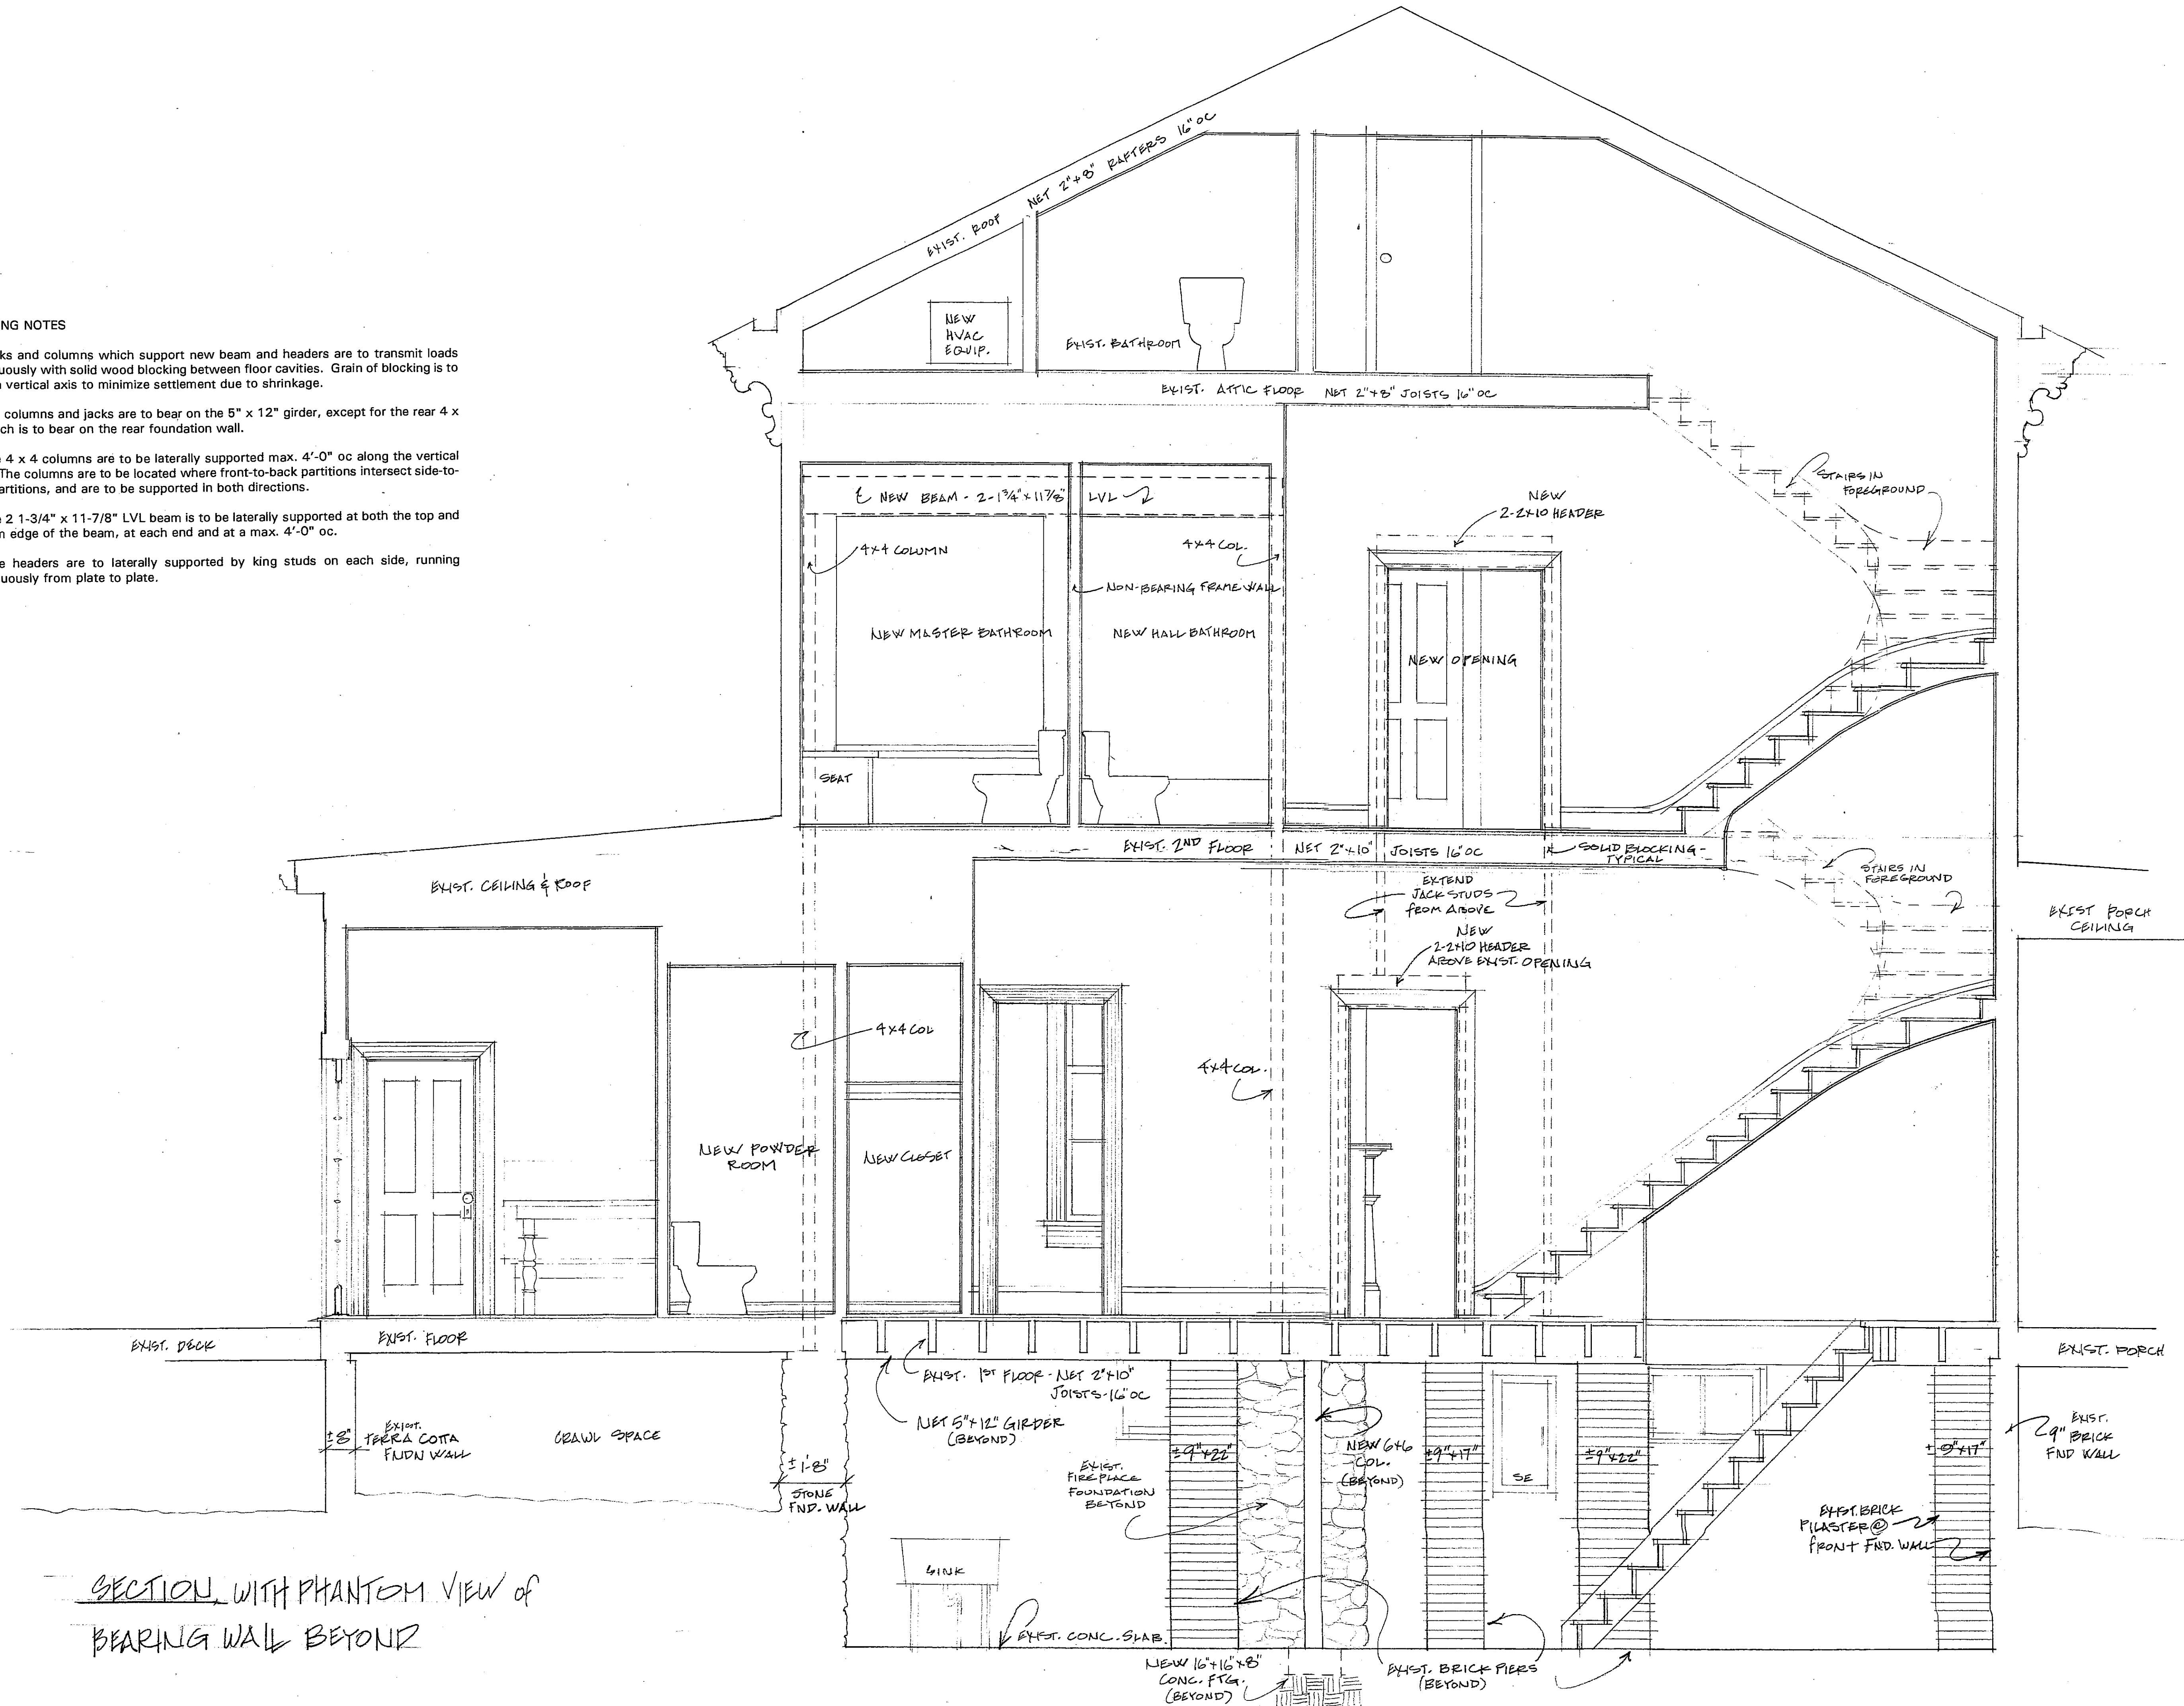 NG NOTES
ks and columns which support new beam and headers are to transmit loads
uously with solid wood blocking between floor cavities. Grain of blocking is to
vertical axis to minimize settlement due to shrinkage.
columns and jacks are to bear on the 5" x 12" girder, except for the rear 4 x
ch is to bear on the rear foundation wall.
4 x 4 columns are to be laterally supported max. 4'-0" oc along the vertical
The columns are to be located where front-to-back partitions intersect side-to-
artitions, and are to be supported in both directions.
2 1-3/4" x 11-7/8" LVL beam is to be laterally supported at both the top and
m edge of the beam, at each end and at a max. 4'-0" oc.
e headers are to laterally supported by king studs on each side, running
uously from plate to plate.
EXIST. ROOF NET 2"x8" RAFTERS 16" OC
NEW
HVAC
EQUIP.
EXIST. BATHROOM
EXIST. ATTIC FLOOR NET 2"x8" JOISTS 16" OC
NEW BEAM - 2-1 3/4" x 11 7/8" LVL
STAIRS IN
FOREGROUND
NEW
2-2x10 HEADER
4x4 COLUMN
4x4 COL.
NON-BEARING FRAME WALL
NEW MASTER BATHROOM
NEW HALL BATHROOM
NEW OPENING
SEAT
EXIST. 2ND FLOOR NET 2"x10" JOISTS 16" OC
SOLID BLOCKING -
TYPICAL
STAIRS IN
FOREGROUND
EXIST. CEILING & ROOF
EXTEND
JACK STUDS
FROM ABOVE
EXIST PORCH
CEILING
NEW
2-2x10 HEADER
ABOVE EXIST. OPENING
4x4 COL
4x4 COL.
NEW POWDER
ROOM
NEW CLOSET
EXIST. DECK
EXIST. FLOOR
EXIST. PORCH
EXIST. 1ST FLOOR - NET 2"x10"
JOISTS - 16" OC
NET 5"x12" GIRDER
(BEYOND)
±8"
EXIST.
TERRA COTTA
FNDN WALL
CRAWL SPACE
±1'-8"
STONE
FND. WALL
EXIST.
FIREPLACE
FOUNDATION
BEYOND
±9"x22"
NEW 6x6
COL.
(BEYOND)
±9"x17"
SE
±9"x22"
±9"x17"
EXIST.
9" BRICK
FND WALL
EXIST. BRICK
PILASTER @
FRONT FND. WALL
SINK
EXIST. CONC. SLAB.
NEW 16"x16"x8"
CONC. FTG.
(BEYOND)
EXIST. BRICK PIERS
(BEYOND)
SECTION, WITH PHANTOM VIEW of
BEARING WALL BEYOND